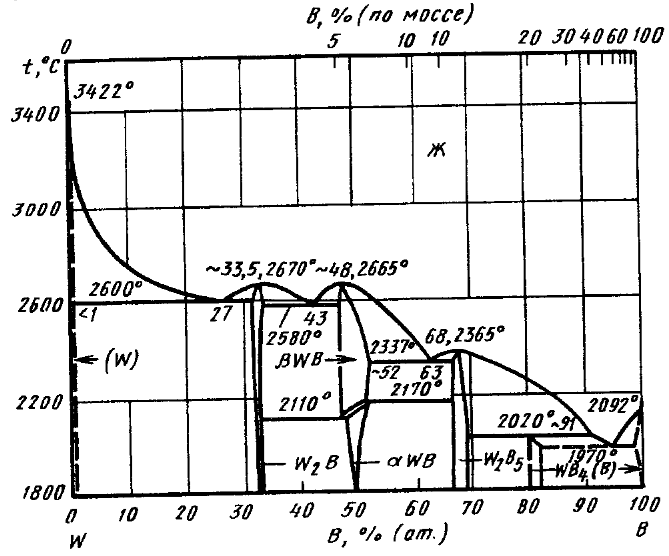 B, % (по массе)
0 5 10 10 20 30 40 60 100
t, °C
3422°
3400
Ж
3000
~33,5, 2670° ~48, 2665°
2600°
2600
<1 27 43
2580° 2337° 68, 2365°
← (W) βWB →
~52 63
2170° 2092°
2200
2110° 2020° ~91
1970°
W₂B αWB W₂B₅ WB₄ (B) →
1800
0 10 20 30 40 50 60 70 80 90 100
W B, % (ат.) B